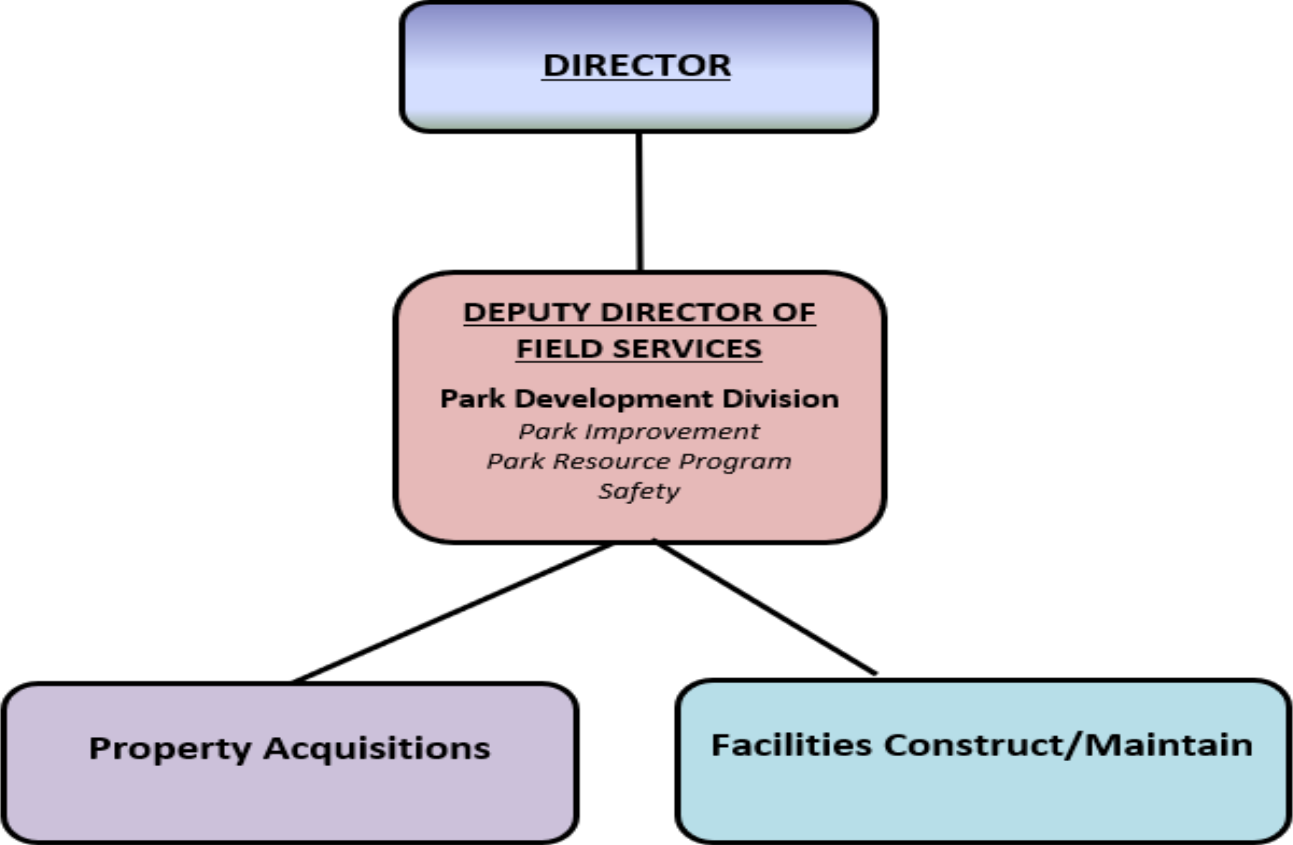 DIRECTOR
DEPUTY DIRECTOR OF
FIELD SERVICES
Park Development Division
Park Improvement
Park Resource Program
Safety
Property Acquisitions
Facilities Construct/Maintain